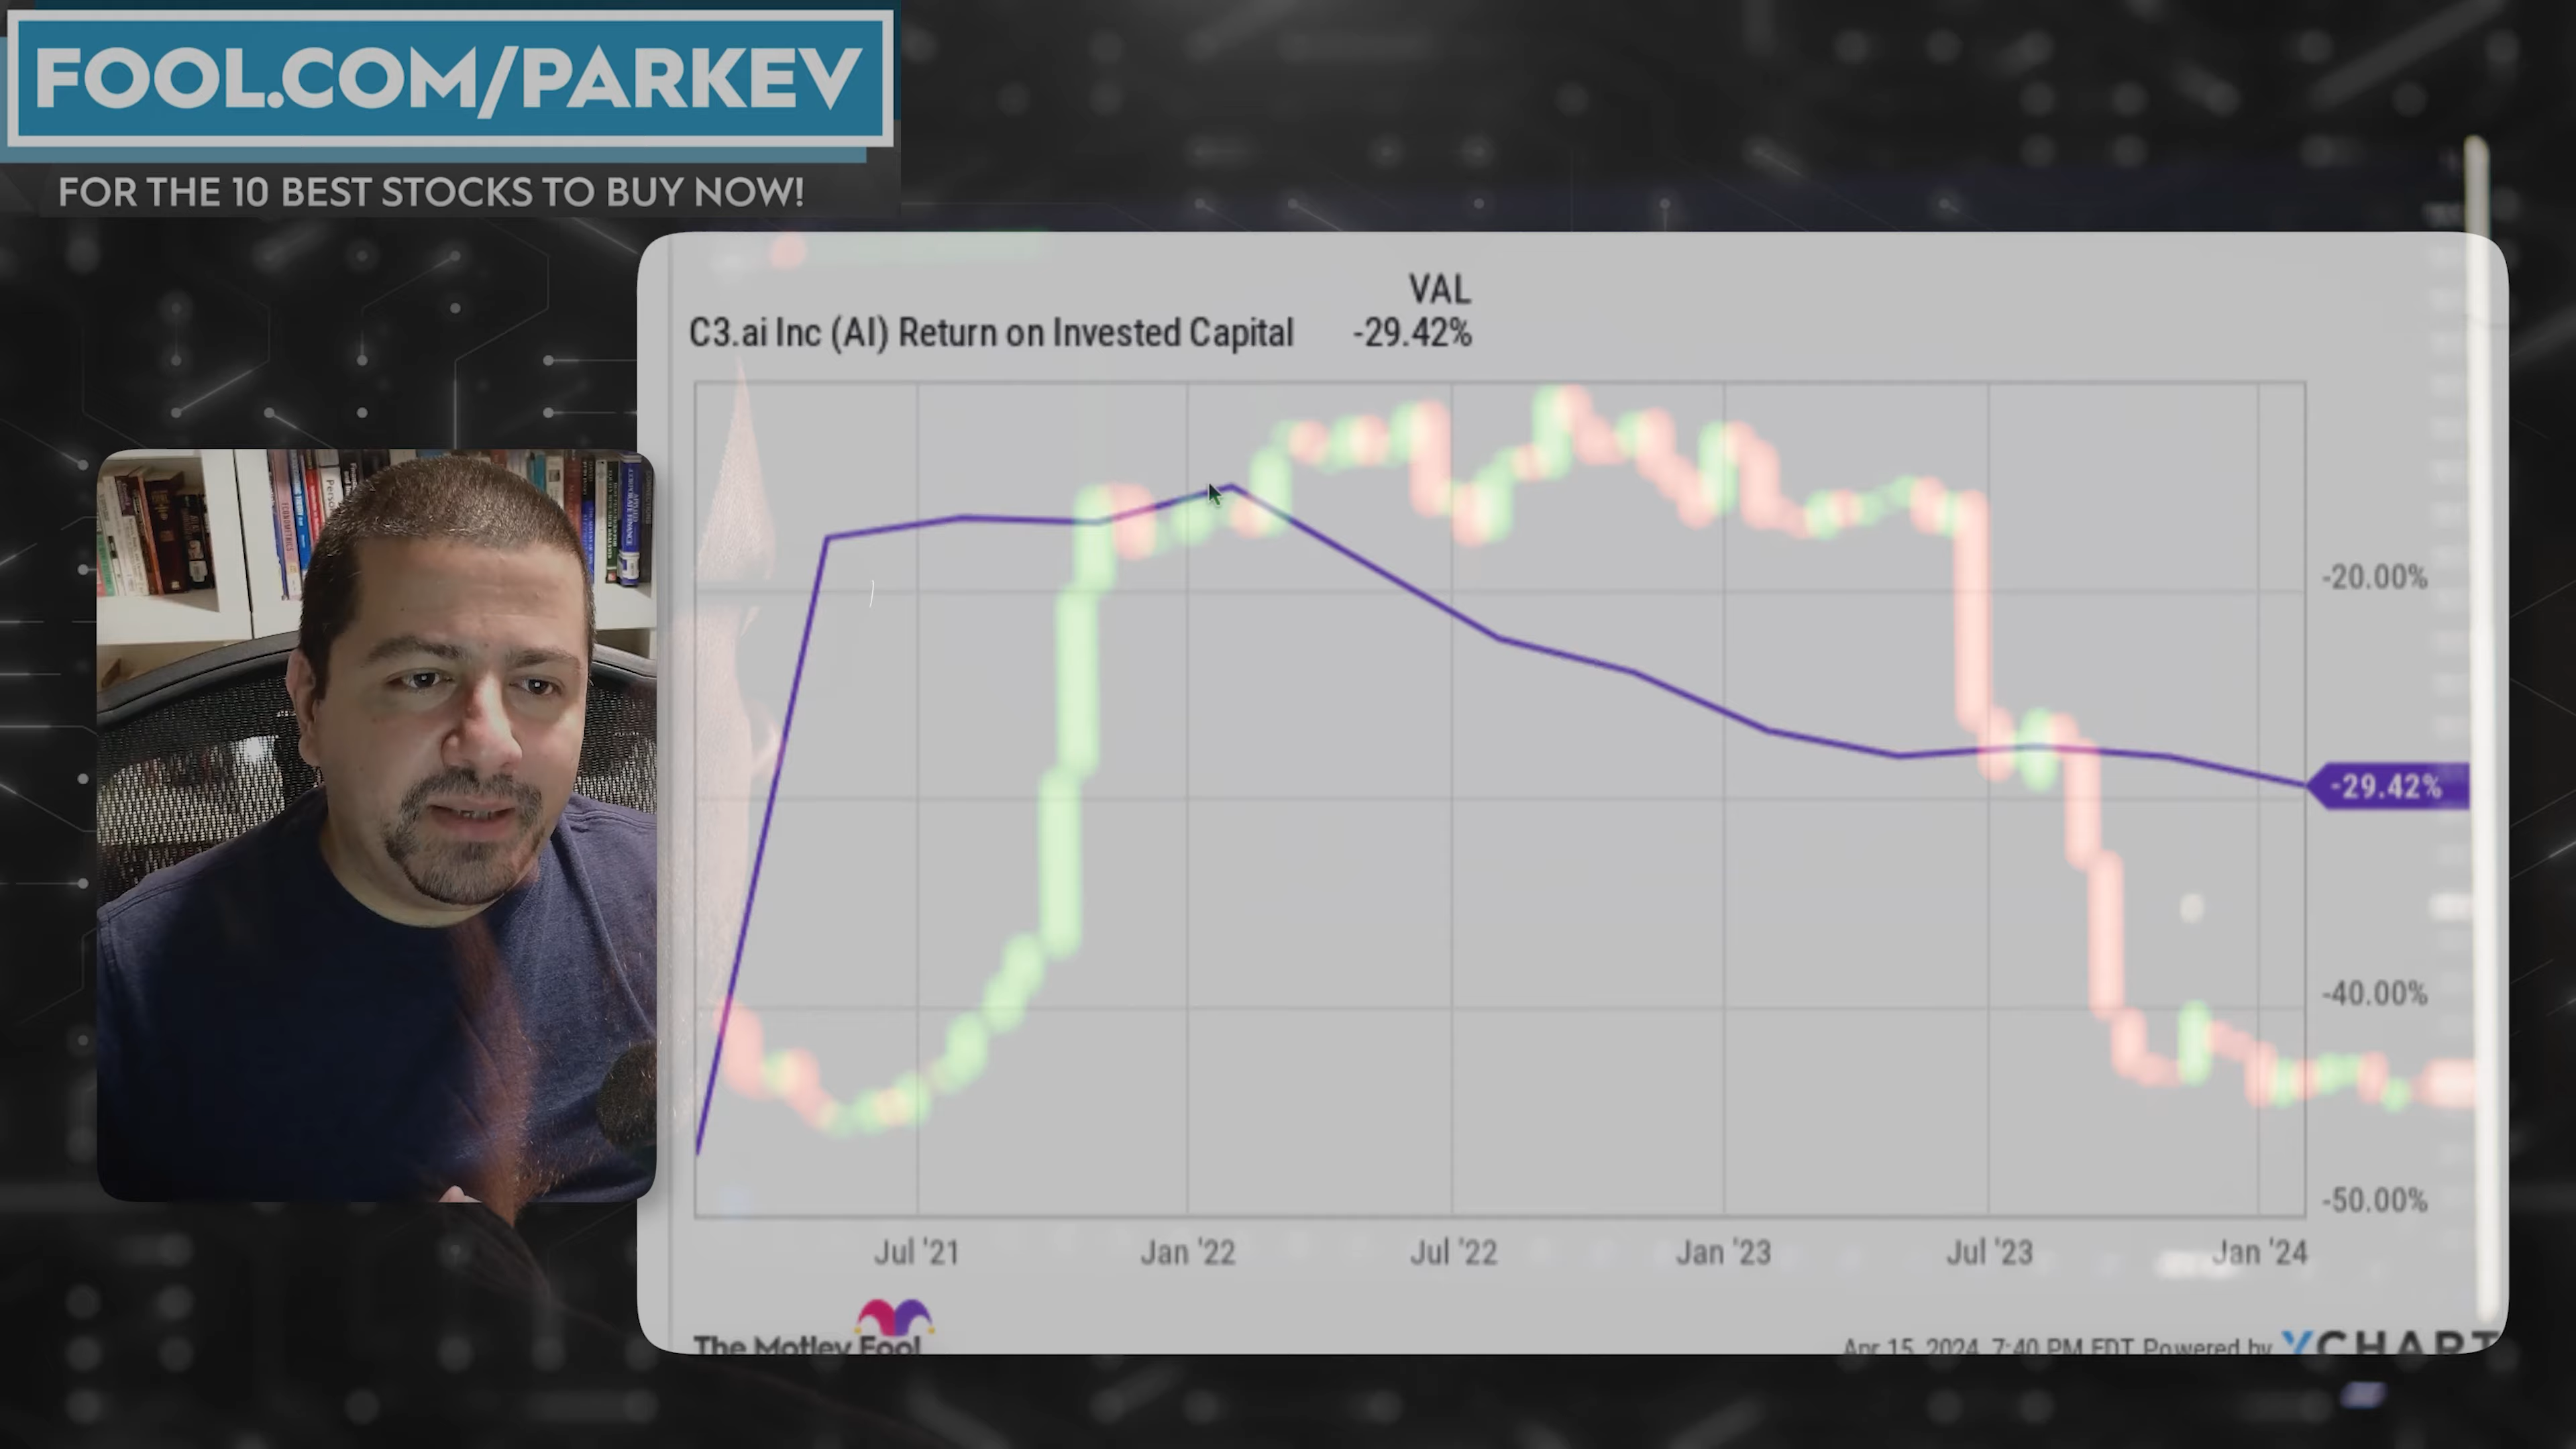 FOOL.COM/PARKEV
FOR THE 10 BEST STOCKS TO BUY NOW!
VAL
C3.ai Inc (AI) Return on Invested Capital -29.42%
-20.00%
-29.42%
-40.00%
-50.00%
Jul '21 Jan '22 Jul '22 Jan '23 Jul '23 Jan '24
The Motley Fool
Apr 15, 2024, 7:40 PM EDT Powered by YCHART